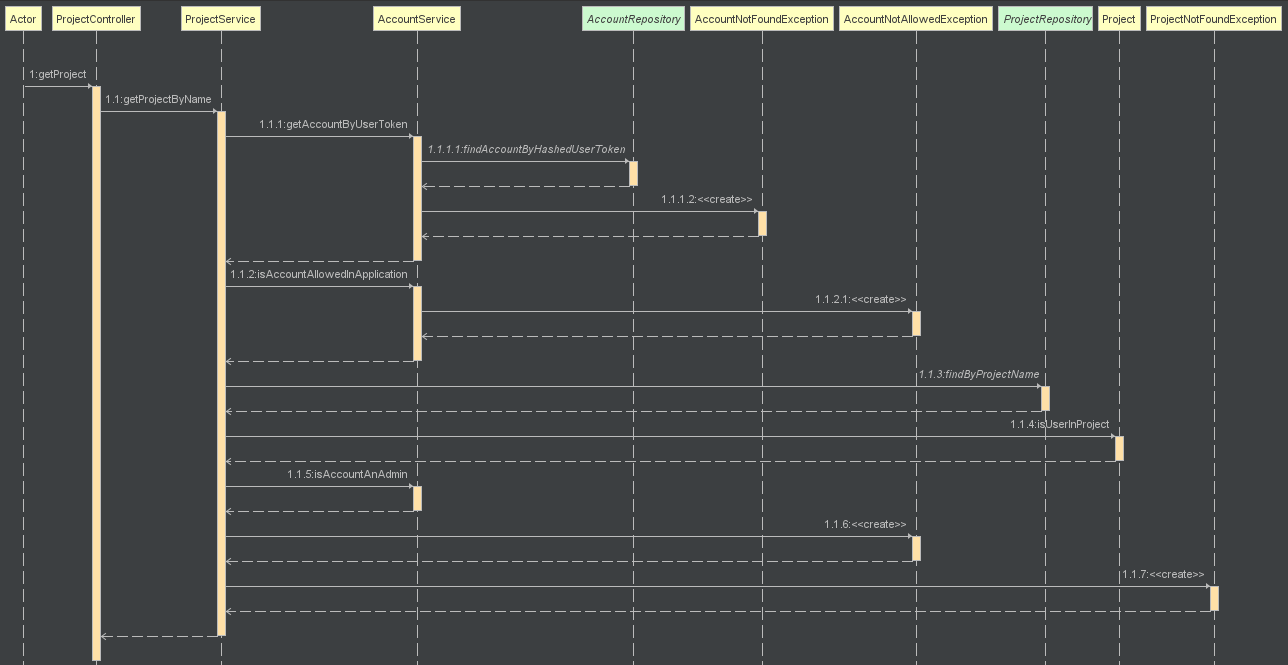 Actor
ProjectController
ProjectService
AccountService
AccountRepository
AccountNotFoundException
AccountNotAllowedException
ProjectRepository
Project
ProjectNotFoundException
1:getProject
1.1:getProjectByName
1.1.1:getAccountByUserToken
1.1.1.1:findAccountByHashedUserToken
1.1.1.2:<<create>>
1.1.2:isAccountAllowedInApplication
1.1.2.1:<<create>>
1.1.3:findByProjectName
1.1.4:isUserInProject
1.1.5:isAccountAnAdmin
1.1.6:<<create>>
1.1.7:<<create>>